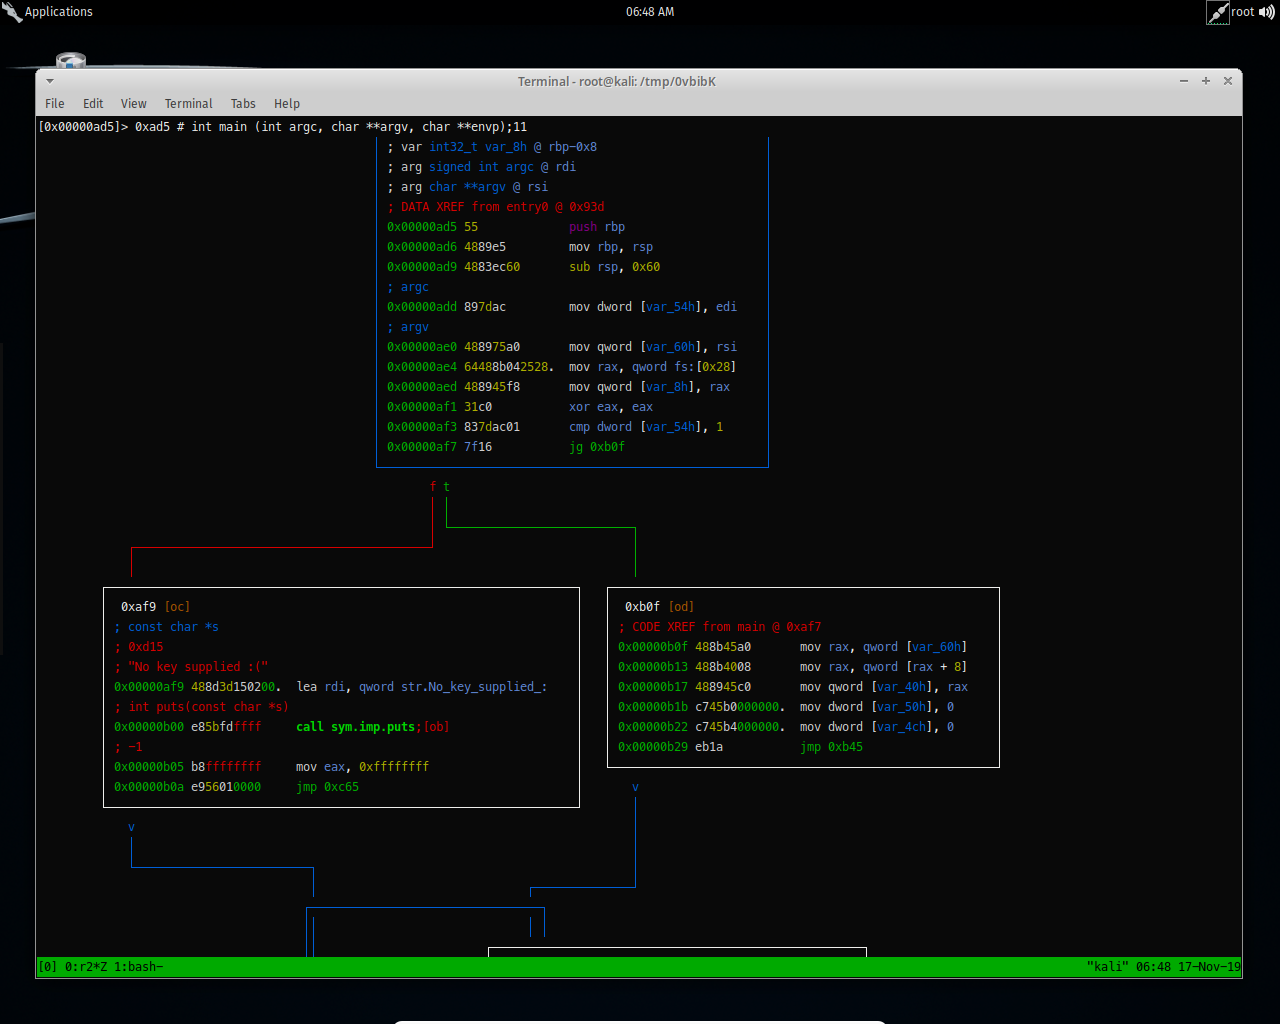 Applications
06:48 AM
root
Terminal - root@kali: /tmp/0vbibK
File Edit View Terminal Tabs Help
[0x00000ad5]> 0xad5 # int main (int argc, char **argv, char **envp);11
; var int32_t var_8h @ rbp-0x8
; arg signed int argc @ rdi
; arg char **argv @ rsi
; DATA XREF from entry0 @ 0x93d
0x00000ad5 55 push rbp
0x00000ad6 4889e5 mov rbp, rsp
0x00000ad9 4883ec60 sub rsp, 0x60
; argc
0x00000add 897dac mov dword [var_54h], edi
; argv
0x00000ae0 488975a0 mov qword [var_60h], rsi
0x00000ae4 64488b042528. mov rax, qword fs:[0x28]
0x00000aed 488945f8 mov qword [var_8h], rax
0x00000af1 31c0 xor eax, eax
0x00000af3 837dac01 cmp dword [var_54h], 1
0x00000af7 7f16 jg 0xb0f
f t
0xaf9 [oc]
; const char *s
; 0xd15
; "No key supplied :("
0x00000af9 488d3d150200. lea rdi, qword str.No_key_supplied_:
; int puts(const char *s)
0x00000b00 e85bfdffff call sym.imp.puts;[ob]
; -1
0x00000b05 b8ffffffff mov eax, 0xffffffff
0x00000b0a e956010000 jmp 0xc65
v
0xb0f [od]
; CODE XREF from main @ 0xaf7
0x00000b0f 488b45a0 mov rax, qword [var_60h]
0x00000b13 488b4008 mov rax, qword [rax + 8]
0x00000b17 488945c0 mov qword [var_40h], rax
0x00000b1b c745b0000000. mov dword [var_50h], 0
0x00000b22 c745b4000000. mov dword [var_4ch], 0
0x00000b29 eb1a jmp 0xb45
v
[0] 0:r2*Z 1:bash- "kali" 06:48 17-Nov-19